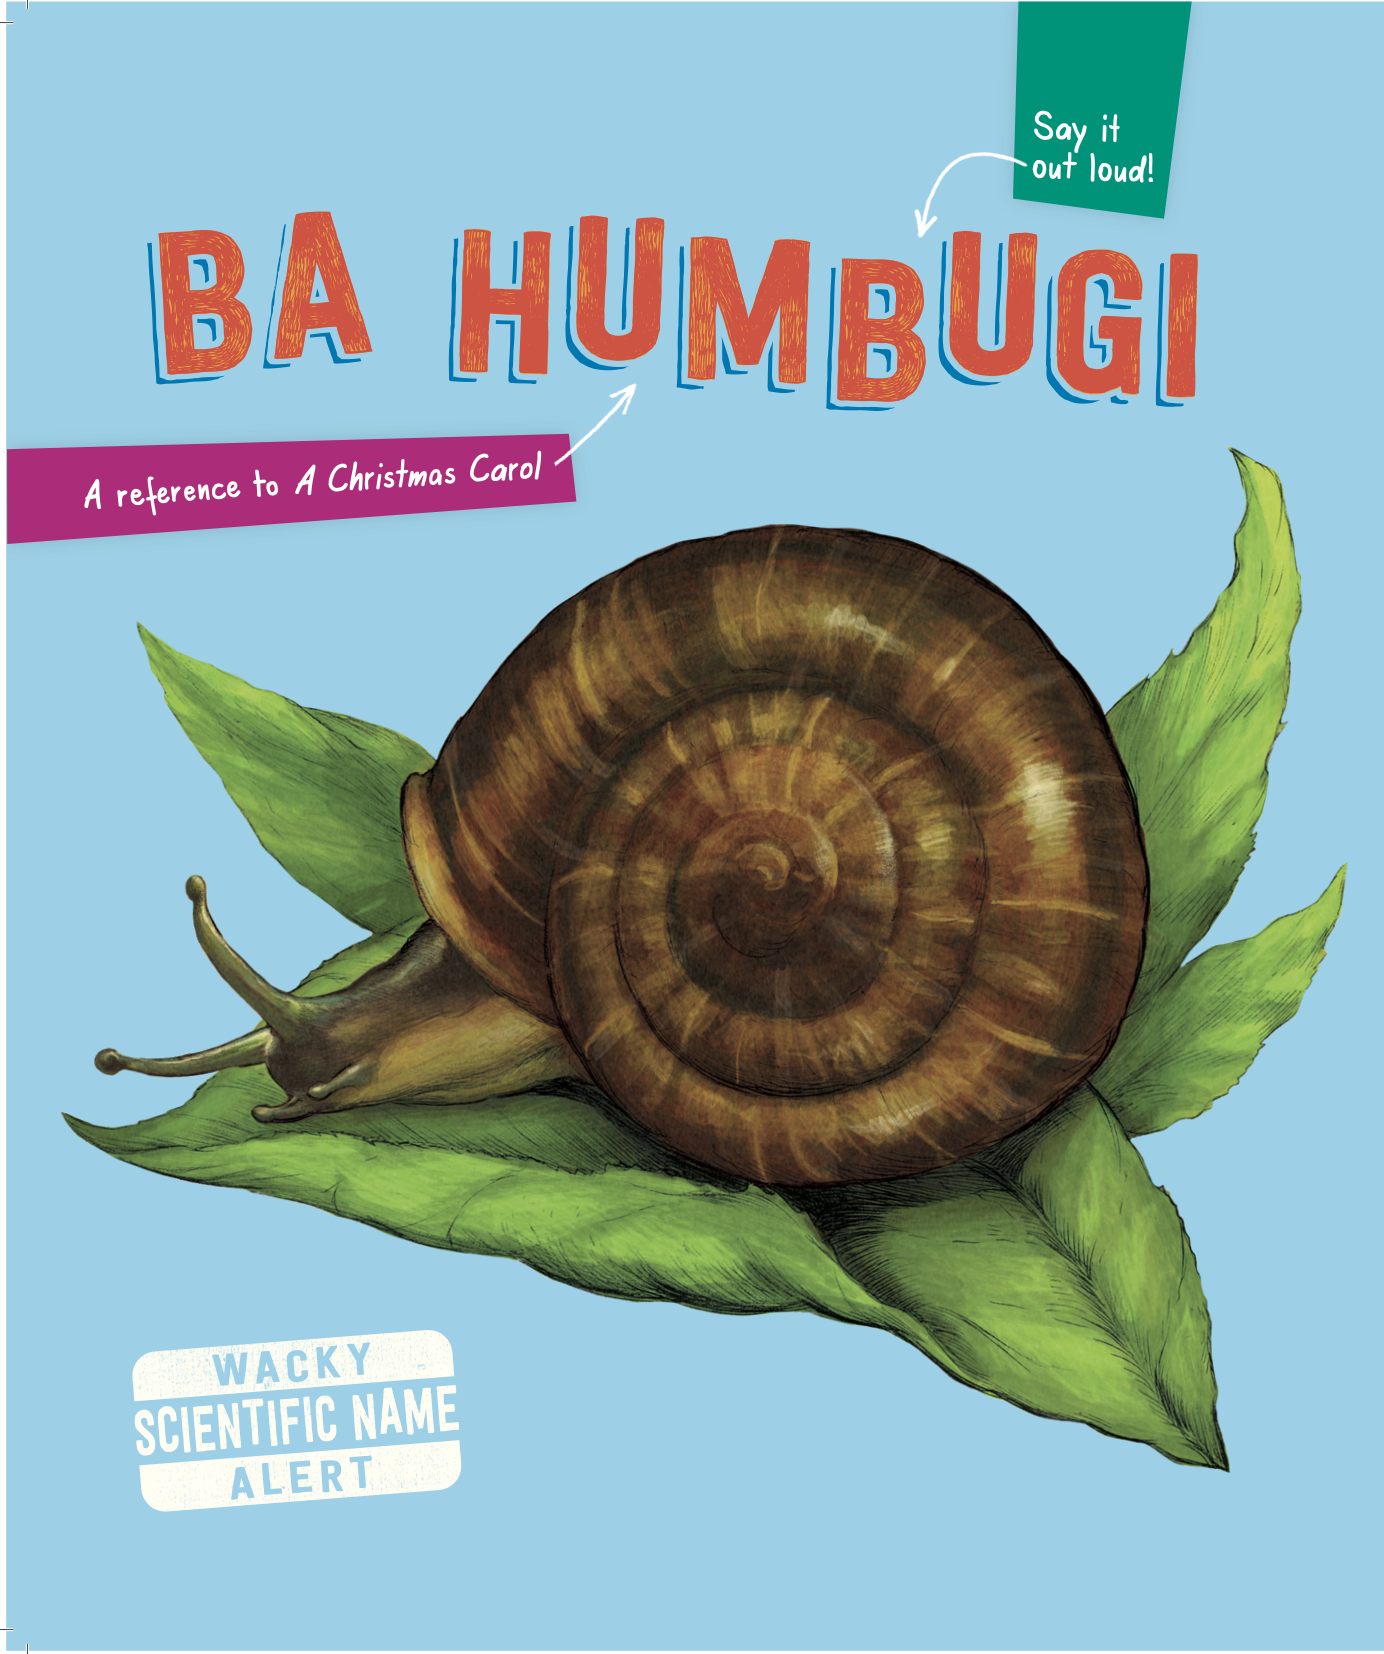 Say it
out loud!
BA HUMBUGI
A reference to A Christmas Carol
WACKY
SCIENTIFIC NAME
ALERT